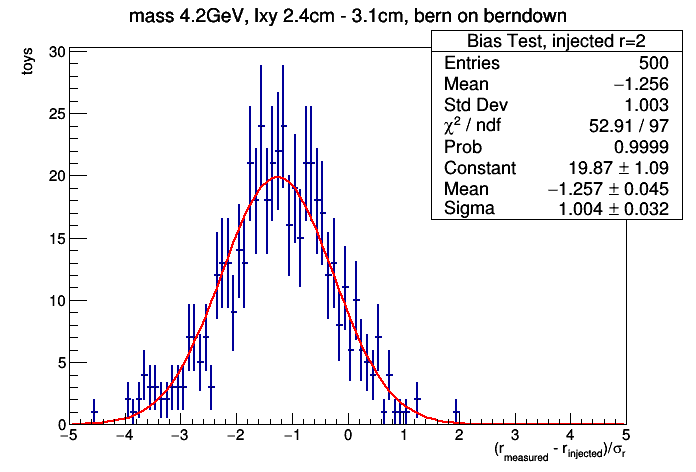 mass 4.2GeV, lxy 2.4cm - 3.1cm, bern on berndown
Bias Test, injected r=2
Entries 500
Mean −1.256
Std Dev 1.003
χ² / ndf 52.91 / 97
Prob 0.9999
Constant 19.87 ± 1.09
Mean −1.257 ± 0.045
Sigma 1.004 ± 0.032
toys
30
25
20
15
10
5
0
−5 −4 −3 −2 −1 0 1 2 3 4 5
(r_measured - r_injected)/σ_r